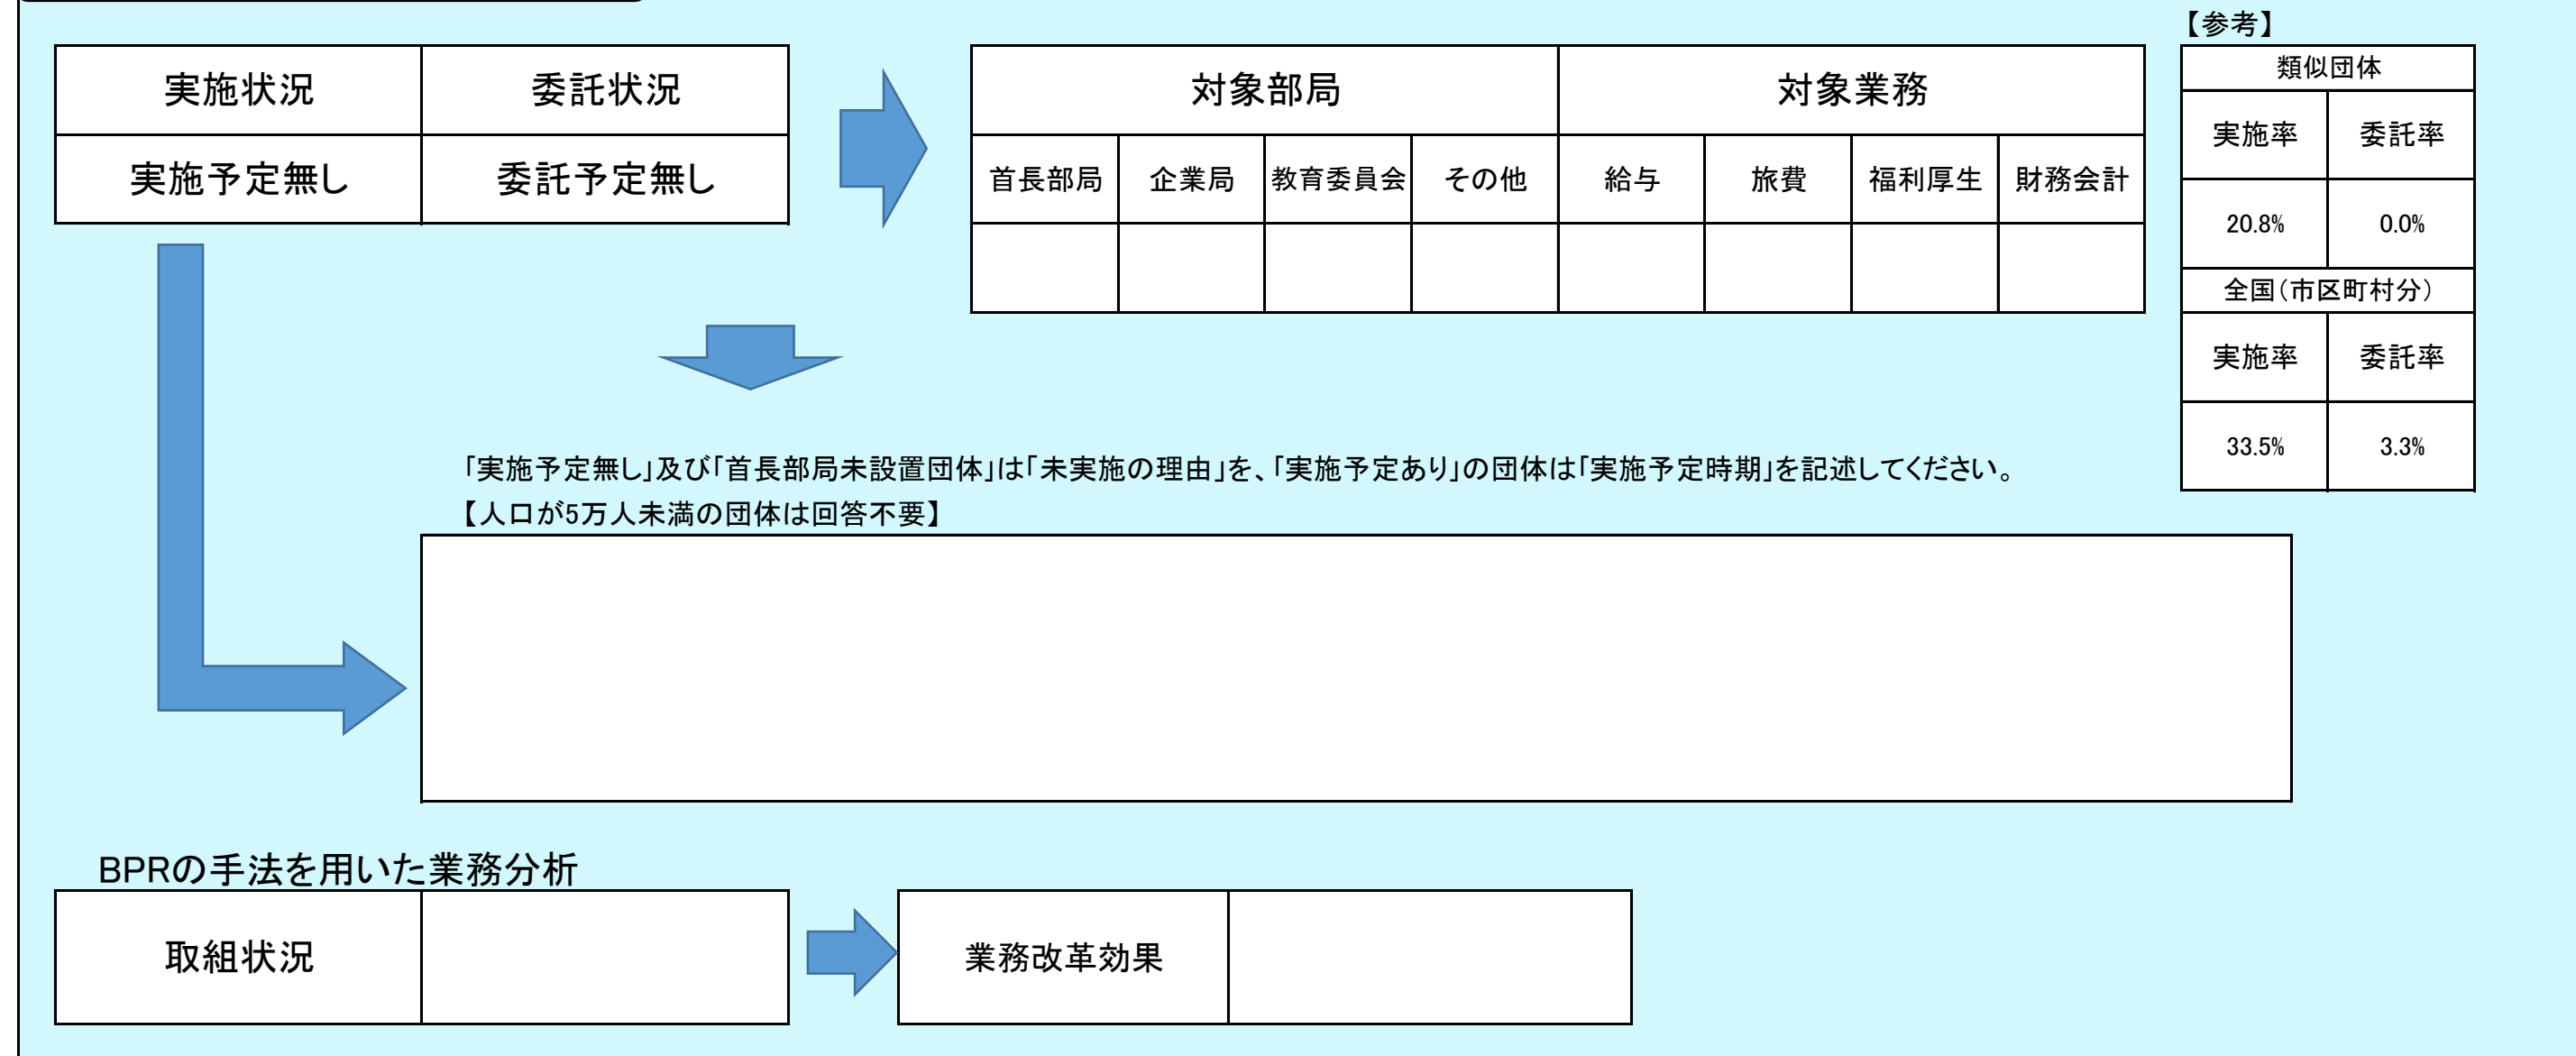 【参考】
実施状況 委託状況
実施予定無し 委託予定無し
対象部局 対象業務
首長部局 企業局 教育委員会 その他 給与 旅費 福利厚生 財務会計
類似団体
実施率 委託率
20.8% 0.0%
全国(市区町村分)
実施率 委託率
33.5% 3.3%
「実施予定無し」及び「首長部局未設置団体」は「未実施の理由」を、「実施予定あり」の団体は「実施予定時期」を記述してください。
【人口が5万人未満の団体は回答不要】
BPRの手法を用いた業務分析
取組状況
業務改革効果